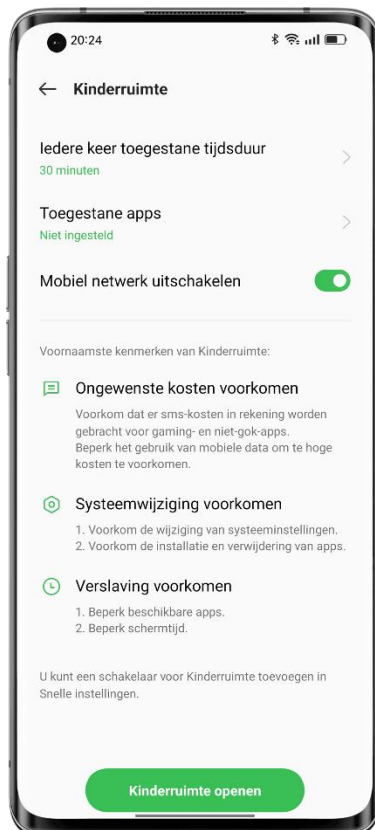 20:24
Kinderruimte
Iedere keer toegestane tijdsduur
30 minuten
Toegestane apps
Niet ingesteld
Mobiel netwerk uitschakelen
Voornaamste kenmerken van Kinderruimte:
Ongewenste kosten voorkomen
Voorkom dat er sms-kosten in rekening worden
gebracht voor gaming- en niet-gok-apps.
Beperk het gebruik van mobiele data om te hoge
kosten te voorkomen.
Systeemwijziging voorkomen
1. Voorkom de wijziging van systeeminstellingen.
2. Voorkom de installatie en verwijdering van apps.
Verslaving voorkomen
1. Beperk beschikbare apps.
2. Beperk schermtijd.
U kunt een schakelaar voor Kinderruimte toevoegen in
Snelle instellingen.
Kinderruimte openen